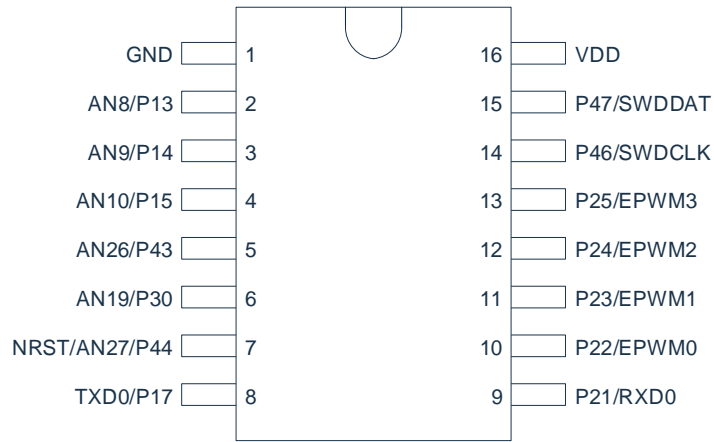 GND 1 16 VDD
AN8/P13 2 15 P47/SWDDAT
AN9/P14 3 14 P46/SWDCLK
AN10/P15 4 13 P25/EPWM3
AN26/P43 5 12 P24/EPWM2
AN19/P30 6 11 P23/EPWM1
NRST/AN27/P44 7 10 P22/EPWM0
TXD0/P17 8 9 P21/RXD0